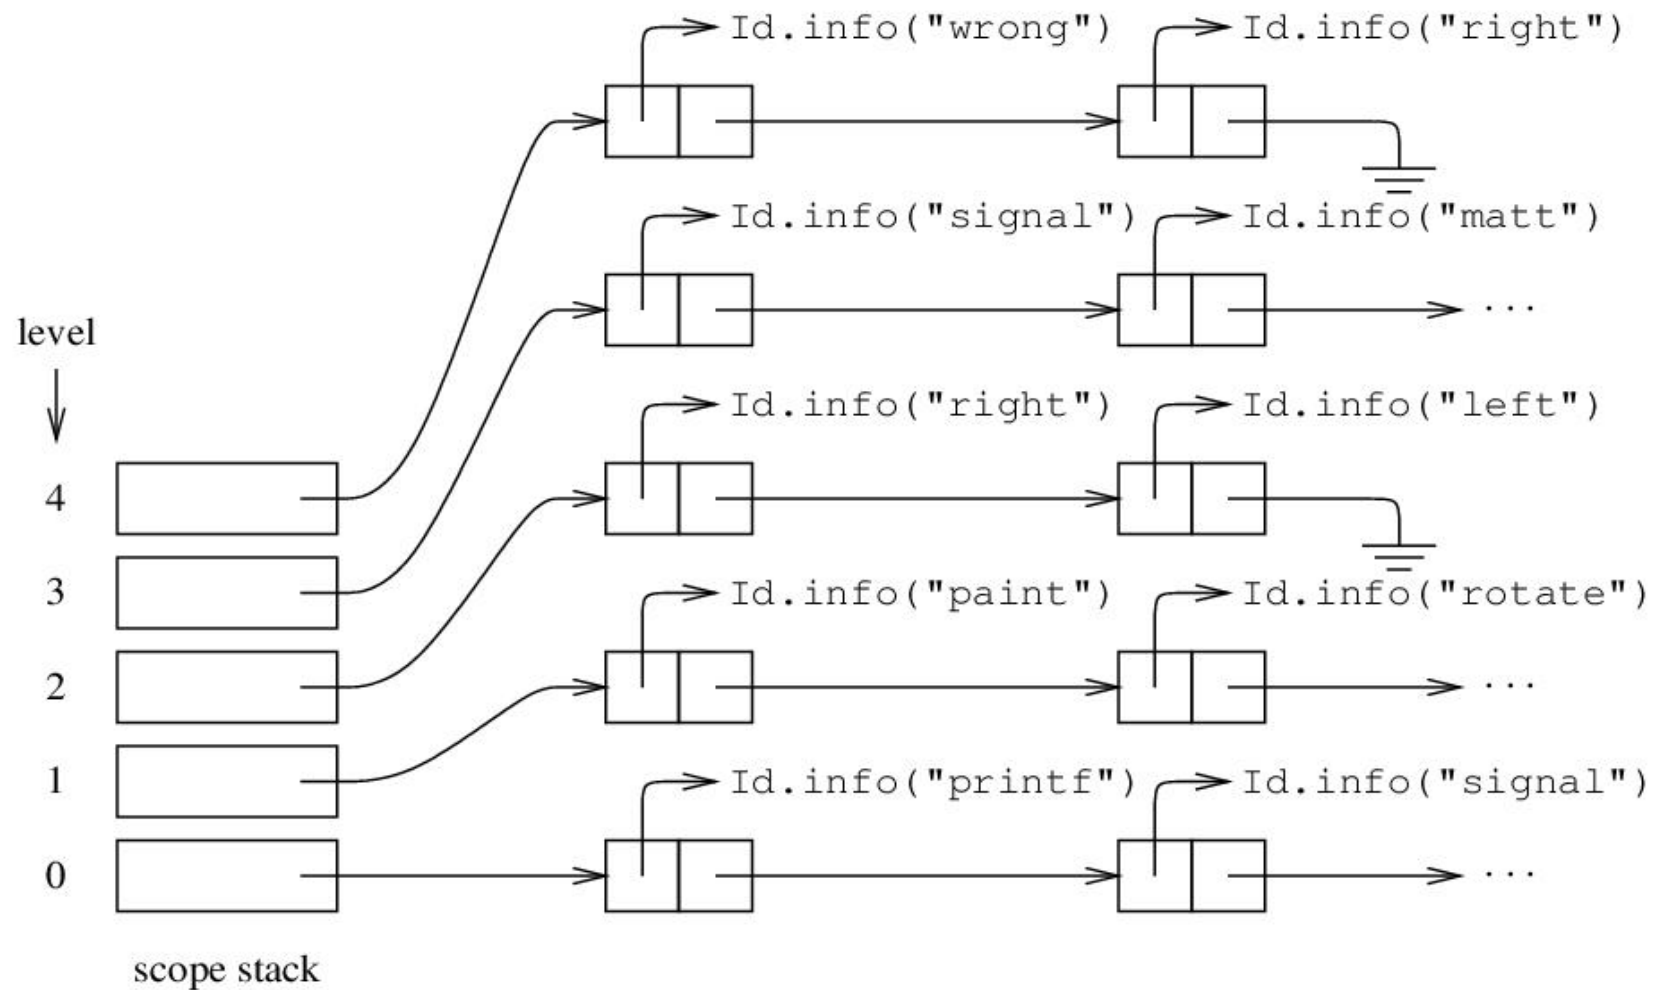 Id.info("wrong") Id.info("right")
Id.info("signal") Id.info("matt")
···
level
Id.info("right") Id.info("left")
4
3
Id.info("paint") Id.info("rotate")
2 ···
1 Id.info("printf") Id.info("signal")
0 ···
scope stack